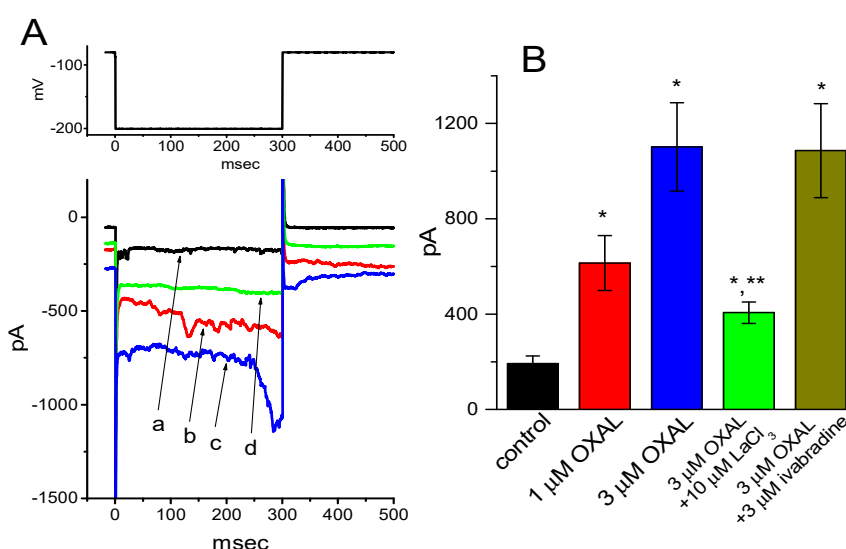 A
-100
-200
mV
0 100 200 300 400 500
msec
0
-500
-1000
-1500
pA
a
b
c
d
0 100 200 300 400 500
msec
B
1200
800
400
0
pA
*
*
*,**
*
control
1 µM OXAL
3 µM OXAL
3 µM OXAL
+10 µM LaCl3
3 µM OXAL
+3 µM ivabradine